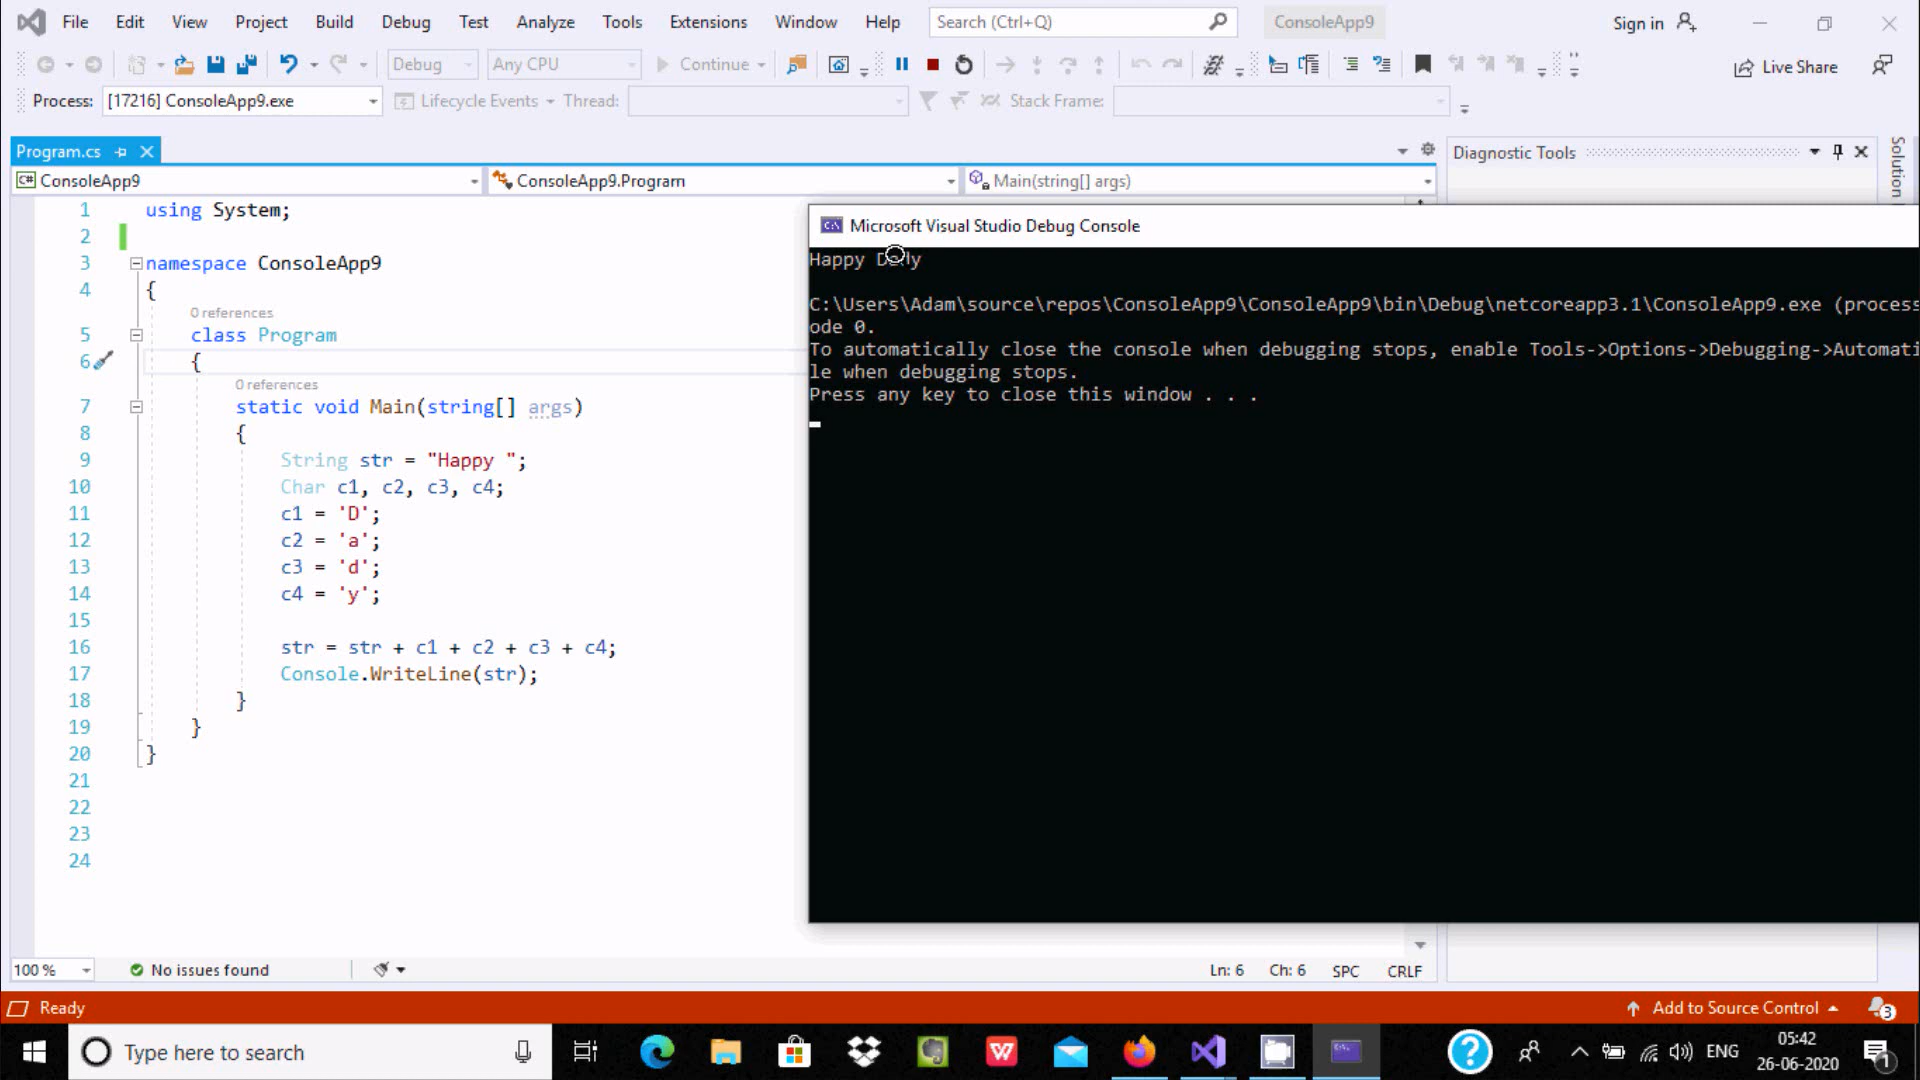 File Edit View Project Build Debug Test Analyze Tools Extensions Window Help Search (Ctrl+Q) ConsoleApp9 Sign in
Debug Any CPU Continue Live Share
Process: [17216] ConsoleApp9.exe Lifecycle Events Thread: Stack Frame:
Program.cs Diagnostic Tools Solution
ConsoleApp9 ConsoleApp9.Program Main(string[] args)
1 using System;
2
3 namespace ConsoleApp9
4 {
0 references
5 class Program
6 {
0 references
7 static void Main(string[] args)
8 {
9 String str = "Happy ";
10 Char c1, c2, c3, c4;
11 c1 = 'D';
12 c2 = 'a';
13 c3 = 'd';
14 c4 = 'y';
15
16 str = str + c1 + c2 + c3 + c4;
17 Console.WriteLine(str);
18 }
19 }
20 }
21
22
23
24
Microsoft Visual Studio Debug Console
Happy
C:\Users\Adam\source\repos\ConsoleApp9\ConsoleApp9\bin\Debug\netcoreapp3.1\ConsoleApp9.exe (process
ode 0.
To automatically close the console when debugging stops, enable Tools->Options->Debugging->Automati
le when debugging stops.
Press any key to close this window . . .
100 % No issues found Ln: 6 Ch: 6 SPC CRLF
Ready Add to Source Control 3
Type here to search ENG 05:42
26-06-2020 1